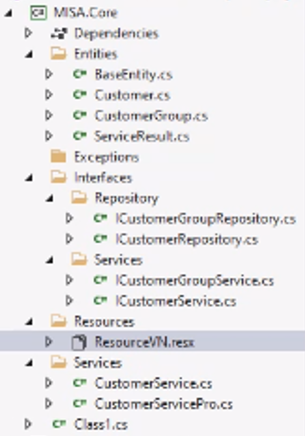 C# MISA.Core
Dependencies
Entities
C# BaseEntity.cs
C# Customer.cs
C# CustomerGroup.cs
C# ServiceResult.cs
Exceptions
Interfaces
Repository
C# ICustomerGroupRepository.cs
C# ICustomerRepository.cs
Services
C# ICustomerGroupService.cs
C# ICustomerService.cs
Resources
ResourceVN.resx
Services
C# CustomerService.cs
C# CustomerServicePro.cs
C# Class1.cs